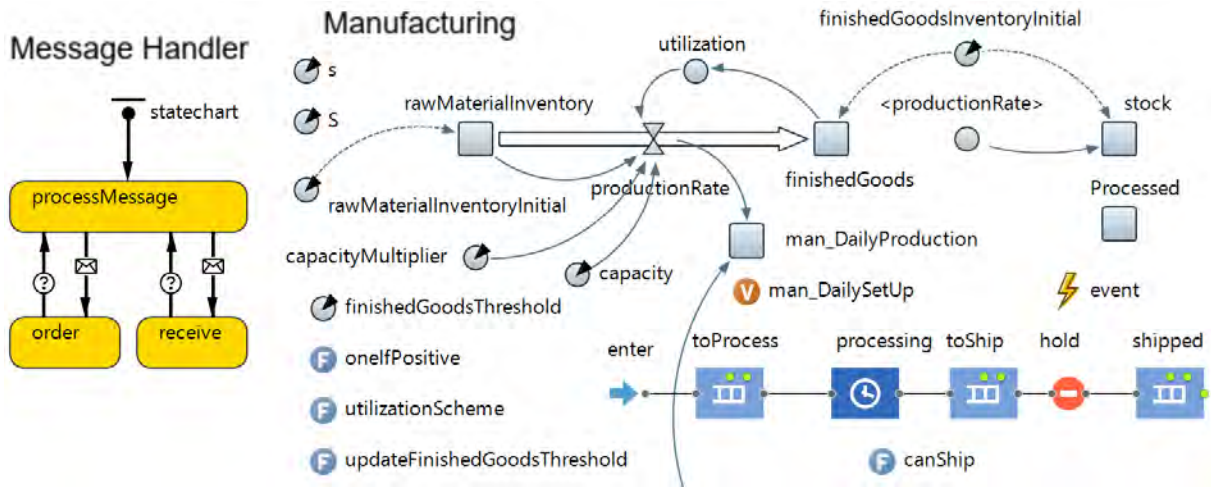 Message Handler
statechart
processMessage
?
?
order
receive
Manufacturing
s
S
rawMaterialInventory
rawMaterialInventoryInitial
utilization
productionRate
finishedGoodsInventoryInitial
<productionRate>
stock
finishedGoods
Processed
capacityMultiplier
capacity
man_DailyProduction
V man_DailySetUp
event
finishedGoodsThreshold
F oneIfPositive
F utilizationScheme
F updateFinishedGoodsThreshold
enter
toProcess
processing
toShip
hold
shipped
F canShip